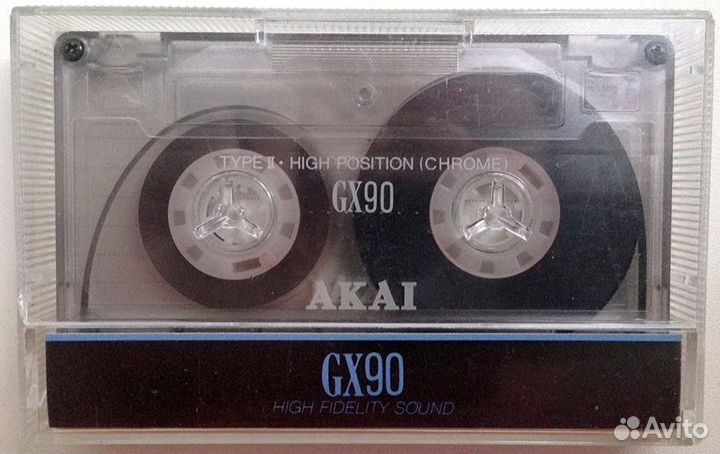 TYPE II • HIGH POSITION (CHROME)
GX90
AKAI
GX90
HIGH FIDELITY SOUND
Avito